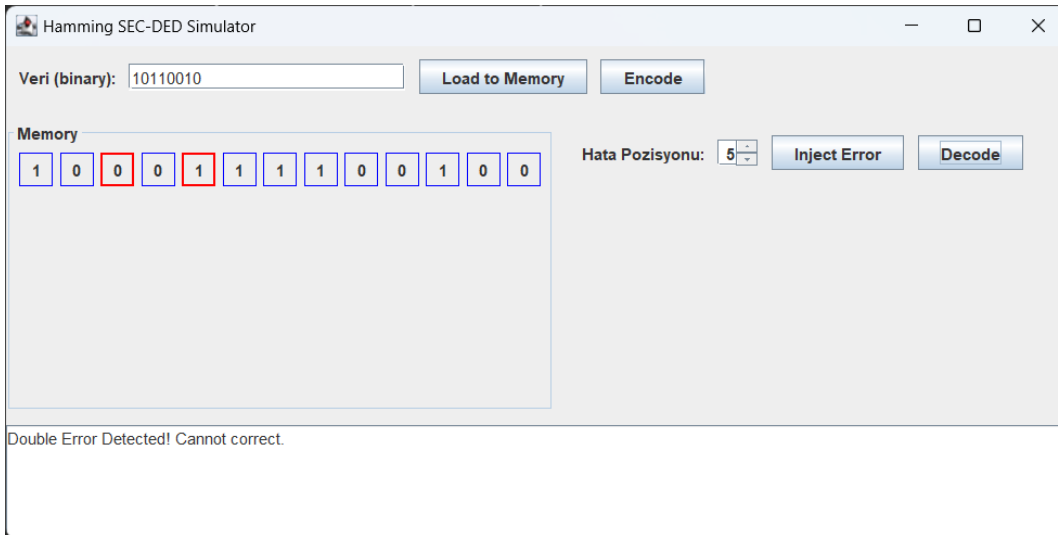 Hamming SEC-DED Simulator
Veri (binary): 10110010 Load to Memory Encode
Memory
1 0 0 0 1 1 1 1 0 0 1 0 0
Hata Pozisyonu: 5 Inject Error Decode
Double Error Detected! Cannot correct.